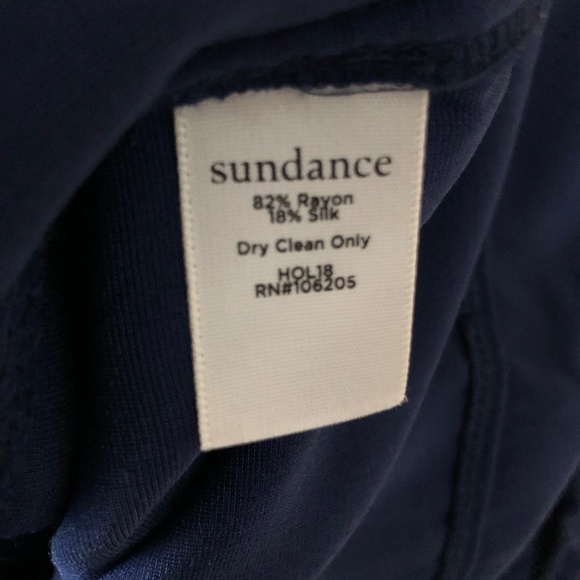 sundance
82% Rayon
18% Silk
Dry Clean Only
HOL18
RN#106205